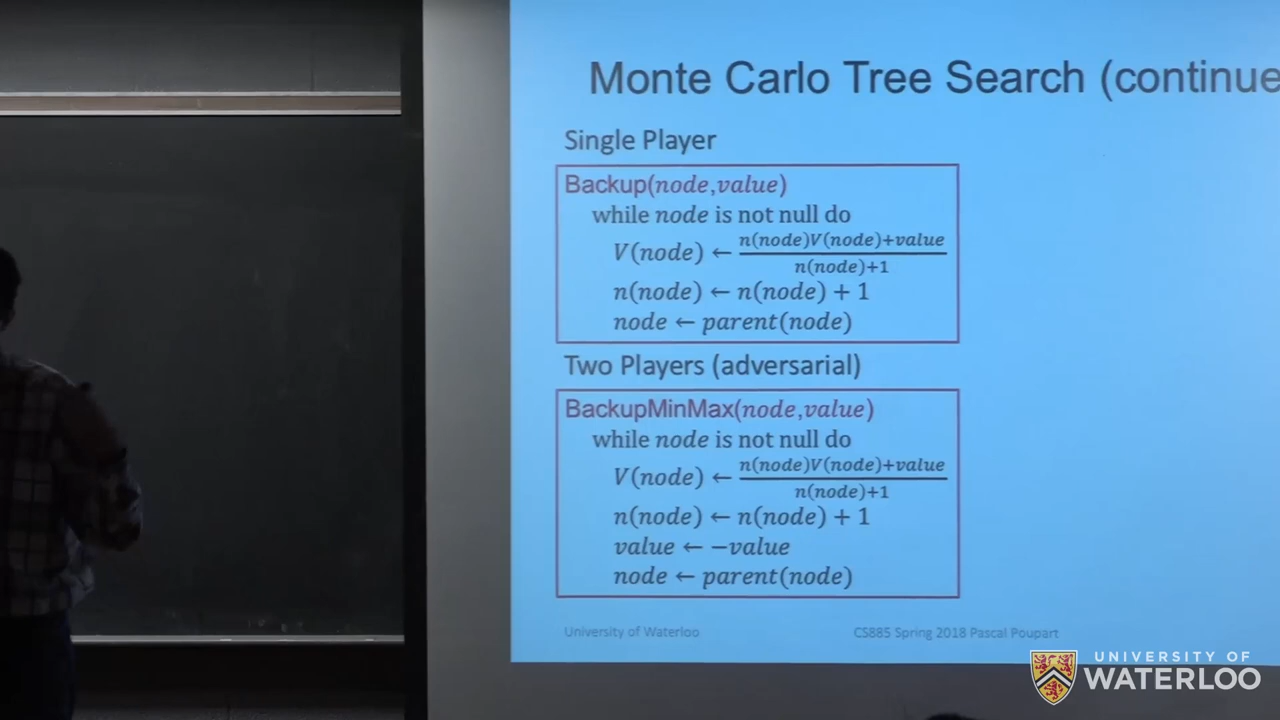 Monte Carlo Tree Search (continue
Single Player
Backup(node,value)
while node is not null do
V(node) ← n(node)V(node)+value / n(node)+1
n(node) ← n(node) + 1
node ← parent(node)
Two Players (adversarial)
BackupMinMax(node,value)
while node is not null do
V(node) ← n(node)V(node)+value / n(node)+1
n(node) ← n(node) + 1
value ← −value
node ← parent(node)
University of Waterloo
CS885 Spring 2018 Pascal Poupart
UNIVERSITY OF
WATERLOO